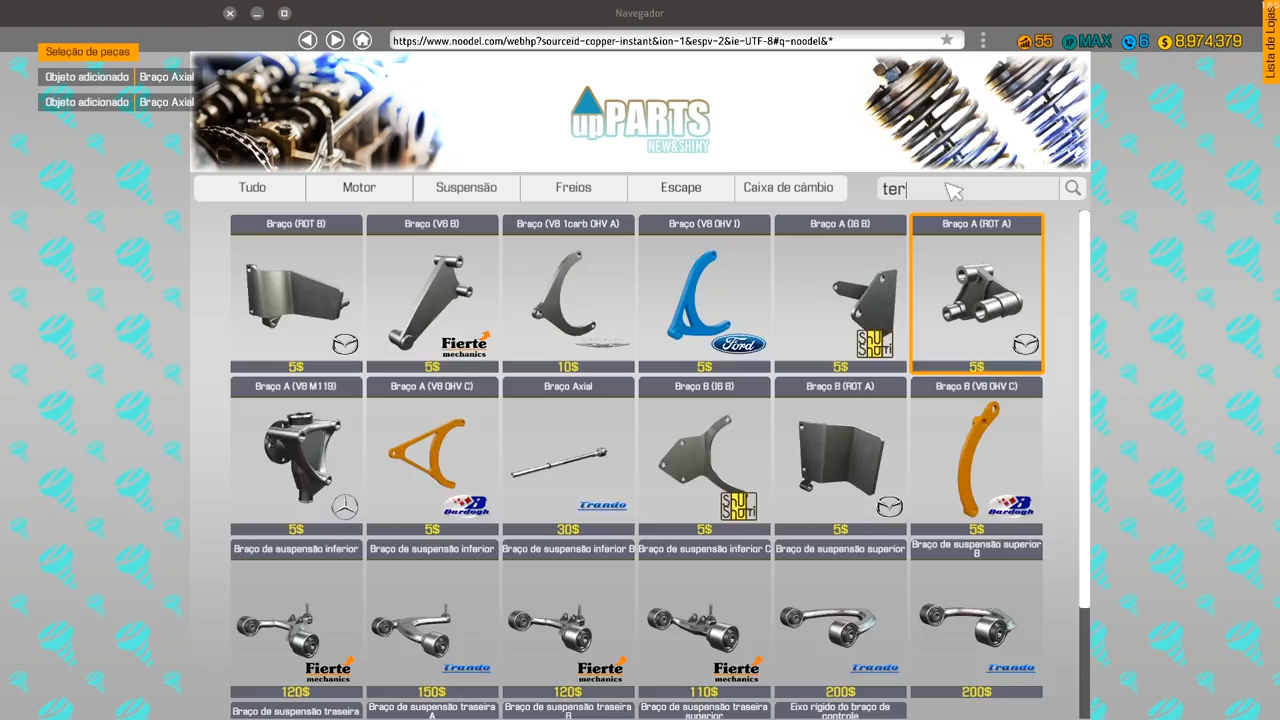 Navegador
https://www.noodel.com/webhp?sourceid-copper-instant&ion-1&espv-2&ie-UTF-8#q-noodel&*
55
XP MAX
6
8,974,379
Lista de Lojas
Seleção de peças
Objeto adicionado Braço Axial
Objeto adicionado Braço Axial
upPARTS
NEW&SHINY
Tudo Motor Suspensão Freios Escape Caixa de câmbio
ter
Braço (ROT B) Braço (V6 B) Braço (V8 1carb OHV A) Braço (V8 OHV I) Braço A (I6 B) Braço A (ROT A)
Fierte mechanics
Ford
Shu Shu Ti
5$ 5$ 10$ 5$ 5$ 5$
Braço A (V8 M119) Braço A (V8 OHV C) Braço Axial Braço B (I6 B) Braço B (ROT A) Braço B (V8 OHV C)
Bardogh
Trando
Shu Shu Ti
Bardogh
5$ 5$ 30$ 5$ 5$ 5$
Braço de suspensão inferior Braço de suspensão inferior Braço de suspensão inferior B Braço de suspensão inferior C Braço de suspensão superior Braço de suspensão superior B
Fierte mechanics
Trando
Fierte mechanics
Fierte mechanics
Trando
Trando
120$ 150$ 120$ 110$ 200$ 200$
Braço de suspensão traseira
Braço de suspensão traseira A
Braço de suspensão traseira B
Braço de suspensão traseira superior
Eixo rígido do braço de controle